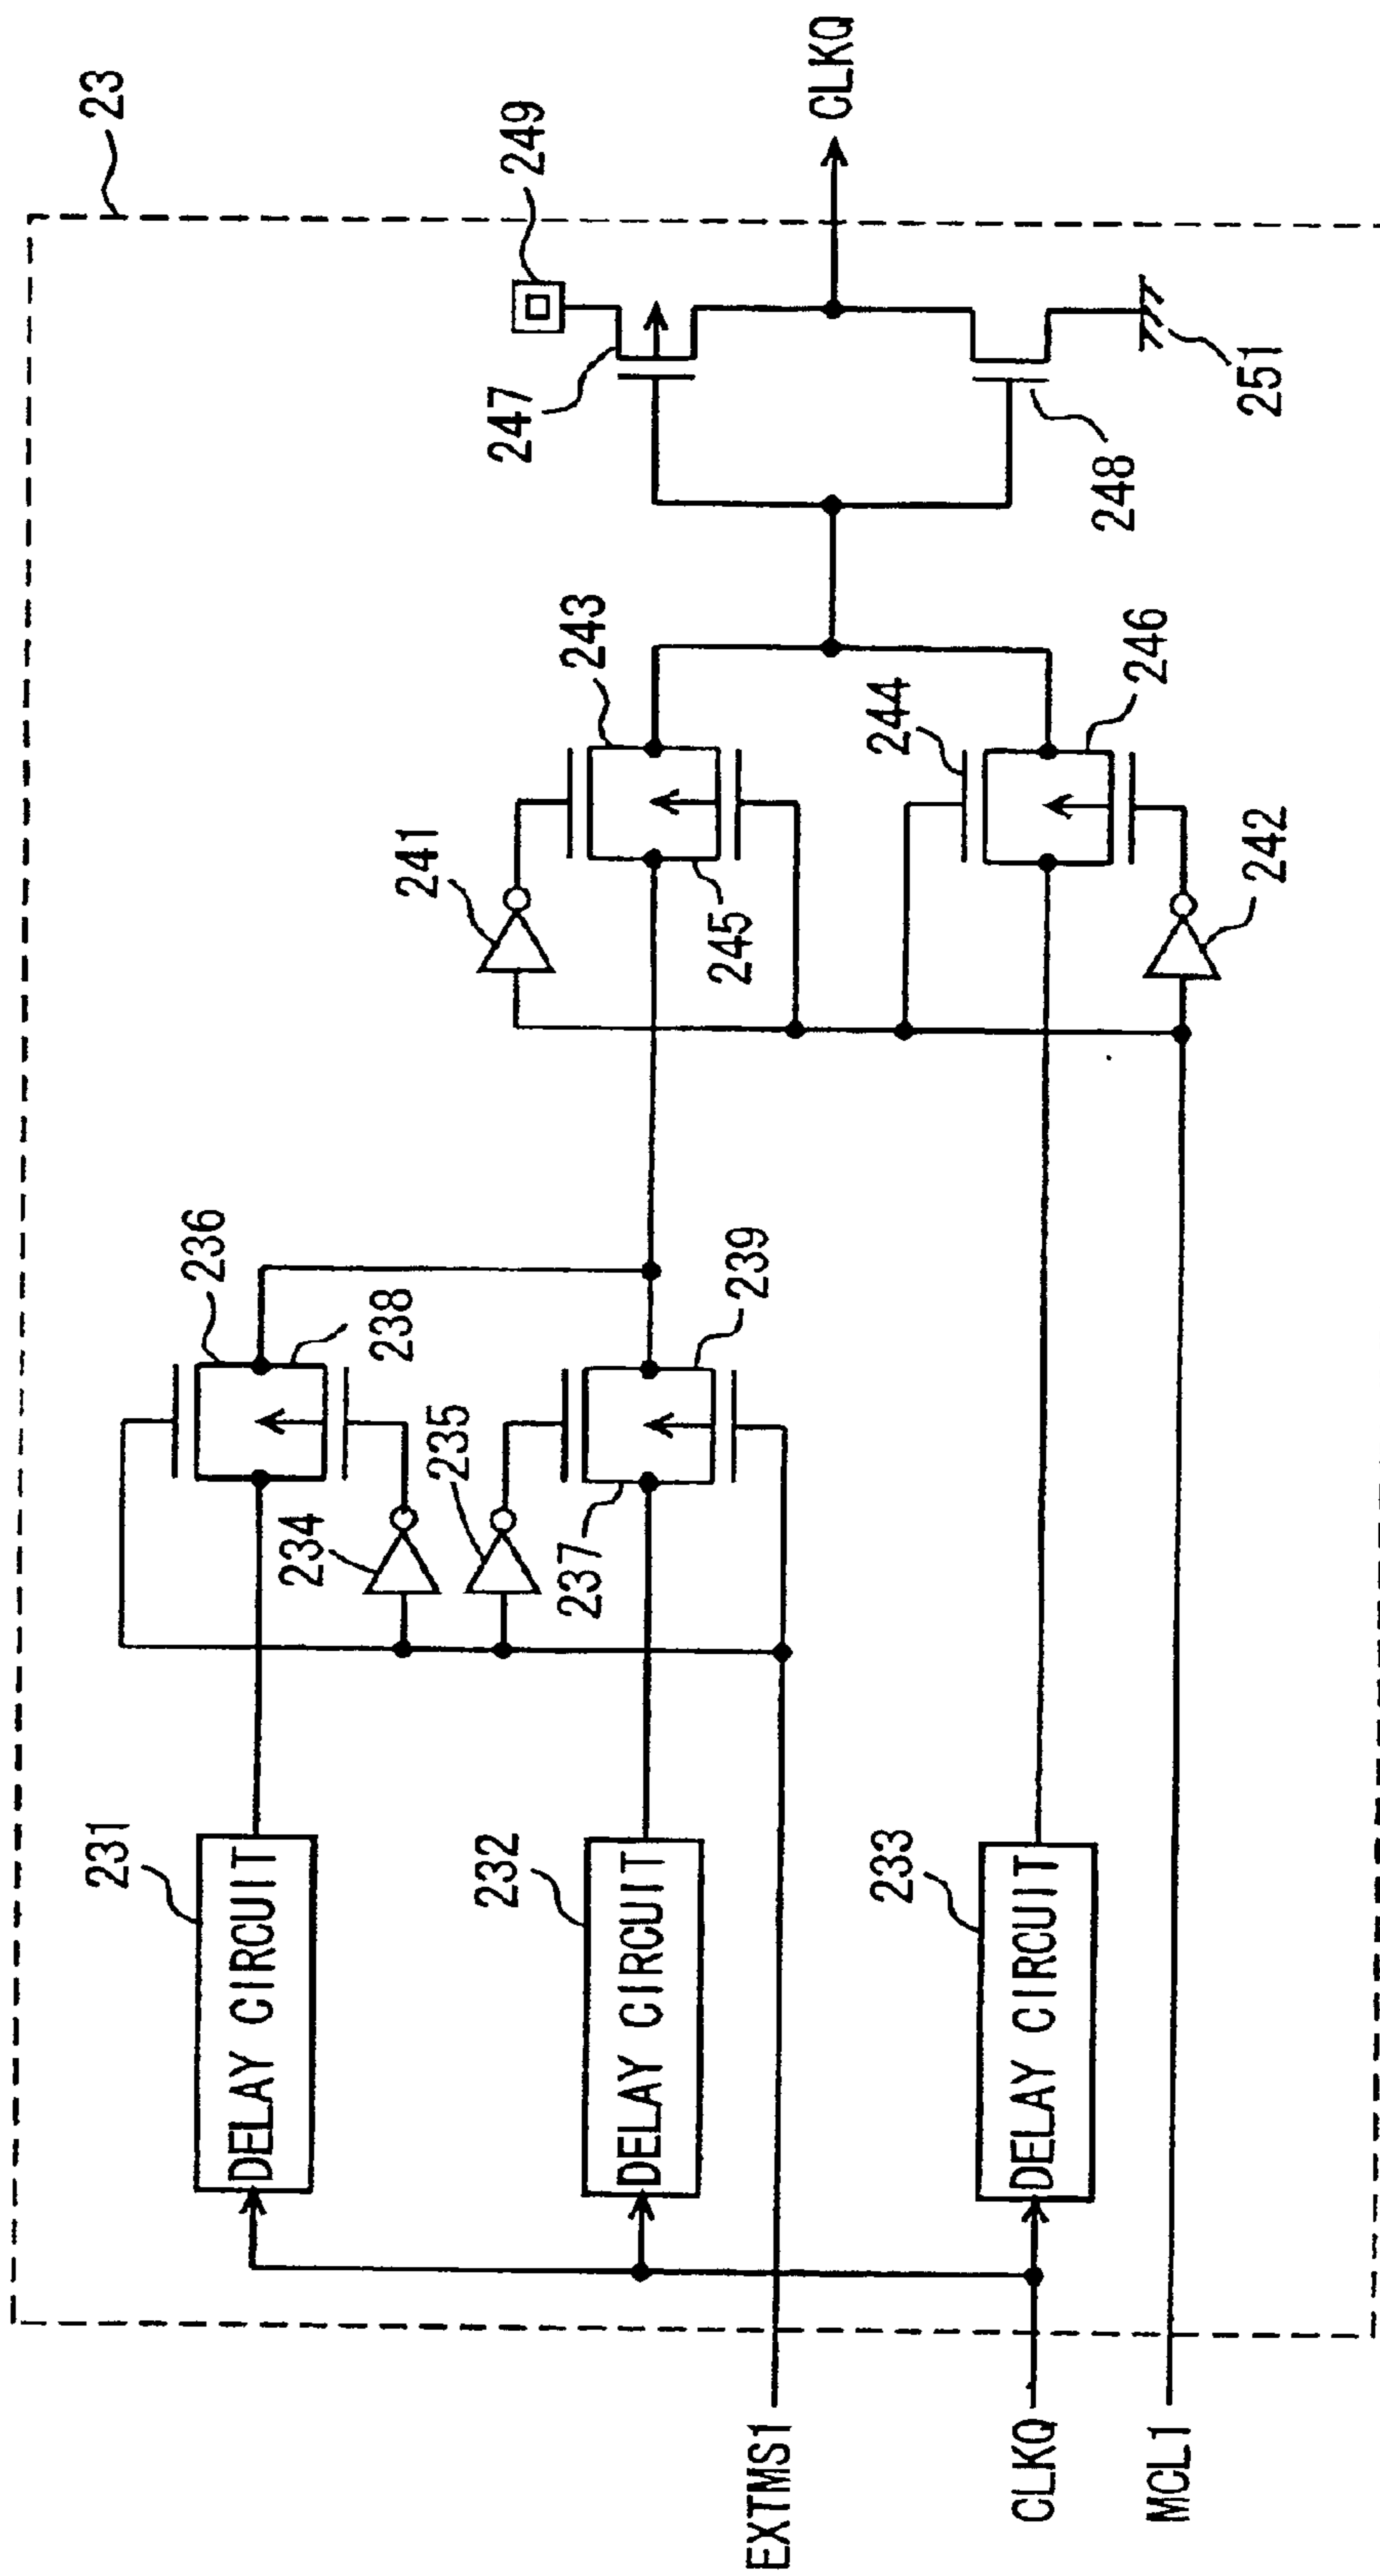 23
249
CLKQ
247
248
251
243
241
245
244
246
242
236
238
234
235
237
239
231
DELAY CIRCUIT
232
DELAY CIRCUIT
233
DELAY CIRCUIT
EXTMS1
CLKQ
MCL1